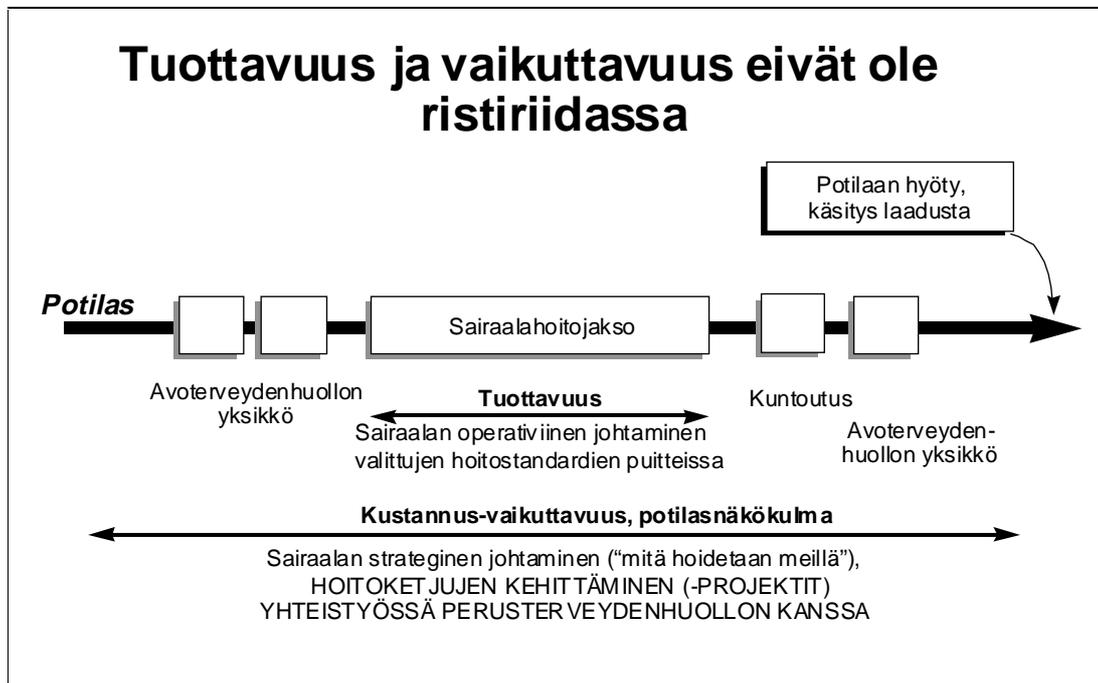 Tuottavuus ja vaikuttavuus eivät ole
ristiriidassa
Potilaan hyöty,
käsitys laadusta
Potilas
Sairaalahoitojakso
Avoterveydenhuollon
yksikkö
Tuottavuus
Sairaalan operatiivinen johtaminen
valittujen hoitostandardien puitteissa
Kuntoutus
Avoterveyden-
huollon yksikkö
Kustannus-vaikuttavuus, potilasnäkökulma
Sairaalan strateginen johtaminen (“mitä hoidetaan meillä”),
HOITOKETJUJEN KEHITTÄMINEN (-PROJEKTIT)
YHTEISTYÖSSÄ PERUSTERVEYDENHUOLLON KANSSA